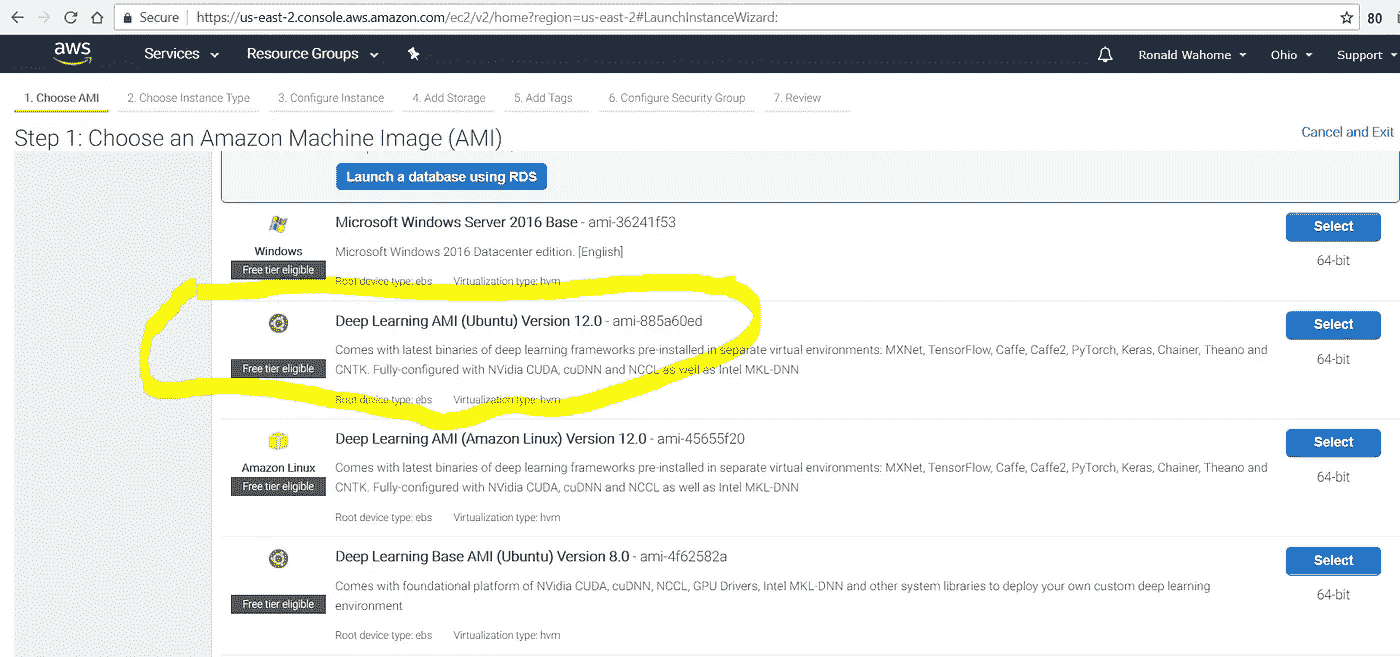 Secure https://us-east-2.console.aws.amazon.com/ec2/v2/home?region=us-east-2#LaunchInstanceWizard: 80
aws Services Resource Groups Ronald Wahome Ohio Support
1. Choose AMI 2. Choose Instance Type 3. Configure Instance 4. Add Storage 5. Add Tags 6. Configure Security Group 7. Review
Step 1: Choose an Amazon Machine Image (AMI) Cancel and Exit
Launch a database using RDS
Microsoft Windows Server 2016 Base - ami-36241f53 Select
Windows Microsoft Windows 2016 Datacenter edition. [English] 64-bit
Free tier eligible
Root device type: ebs Virtualization type: hvm
Deep Learning AMI (Ubuntu) Version 12.0 - ami-885a60ed Select
Comes with latest binaries of deep learning frameworks pre-installed in separate virtual environments: MXNet, TensorFlow, Caffe, Caffe2, PyTorch, Keras, Chainer, Theano and 64-bit
Free tier eligible CNTK. Fully-configured with NVidia CUDA, cuDNN and NCCL as well as Intel MKL-DNN
Root device type: ebs Virtualization type: hvm
Deep Learning AMI (Amazon Linux) Version 12.0 - ami-45655f20 Select
Amazon Linux Comes with latest binaries of deep learning frameworks pre-installed in separate virtual environments: MXNet, TensorFlow, Caffe, Caffe2, PyTorch, Keras, Chainer, Theano and 64-bit
Free tier eligible CNTK. Fully-configured with NVidia CUDA, cuDNN and NCCL as well as Intel MKL-DNN
Root device type: ebs Virtualization type: hvm
Deep Learning Base AMI (Ubuntu) Version 8.0 - ami-4f62582a Select
Comes with foundational platform of NVidia CUDA, cuDNN, NCCL, GPU Drivers, Intel MKL-DNN and other system libraries to deploy your own custom deep learning 64-bit
Free tier eligible environment
Root device type: ebs Virtualization type: hvm